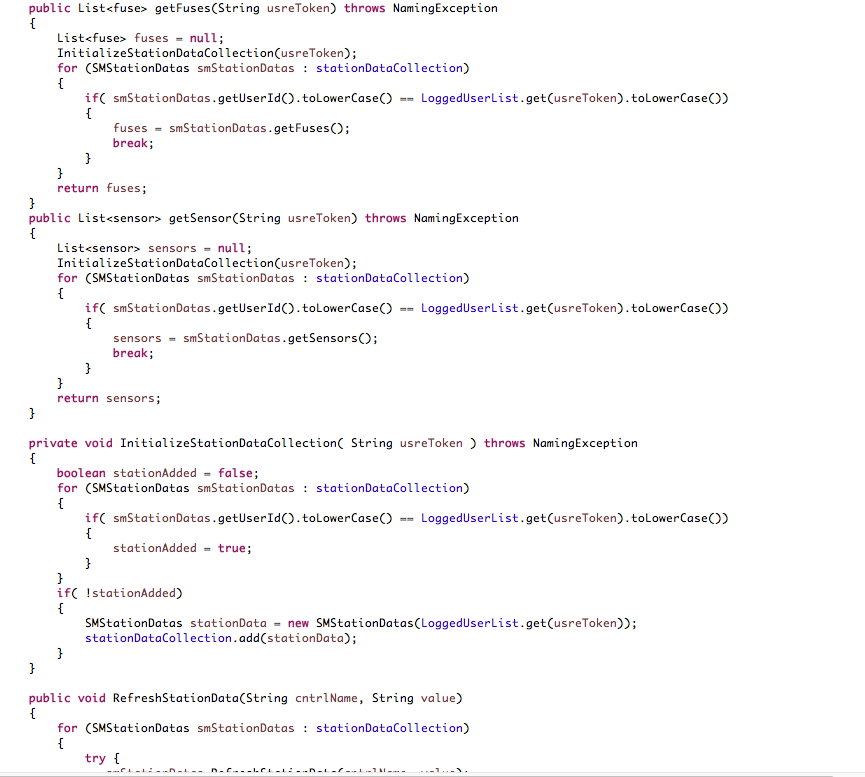 public List<fuse> getFuses(String usreToken) throws NamingException
{
    List<fuse> fuses = null;
    InitializeStationDataCollection(usreToken);
    for (SMStationDatas smStationDatas : stationDataCollection)
    {
        if( smStationDatas.getUserId().toLowerCase() == LoggedUserList.get(usreToken).toLowerCase())
        {
            fuses = smStationDatas.getFuses();
            break;
        }
    }
    return fuses;
}
public List<sensor> getSensor(String usreToken) throws NamingException
{
    List<sensor> sensors = null;
    InitializeStationDataCollection(usreToken);
    for (SMStationDatas smStationDatas : stationDataCollection)
    {
        if( smStationDatas.getUserId().toLowerCase() == LoggedUserList.get(usreToken).toLowerCase())
        {
            sensors = smStationDatas.getSensors();
            break;
        }
    }
    return sensors;
}

private void InitializeStationDataCollection( String usreToken ) throws NamingException
{
    boolean stationAdded = false;
    for (SMStationDatas smStationDatas : stationDataCollection)
    {
        if( smStationDatas.getUserId().toLowerCase() == LoggedUserList.get(usreToken).toLowerCase())
        {
            stationAdded = true;
        }
    }
    if( !stationAdded)
    {
        SMStationDatas stationData = new SMStationDatas(LoggedUserList.get(usreToken));
        stationDataCollection.add(stationData);
    }
}

public void RefreshStationData(String cntrlName, String value)
{
    for (SMStationDatas smStationDatas : stationDataCollection)
    {
        try {